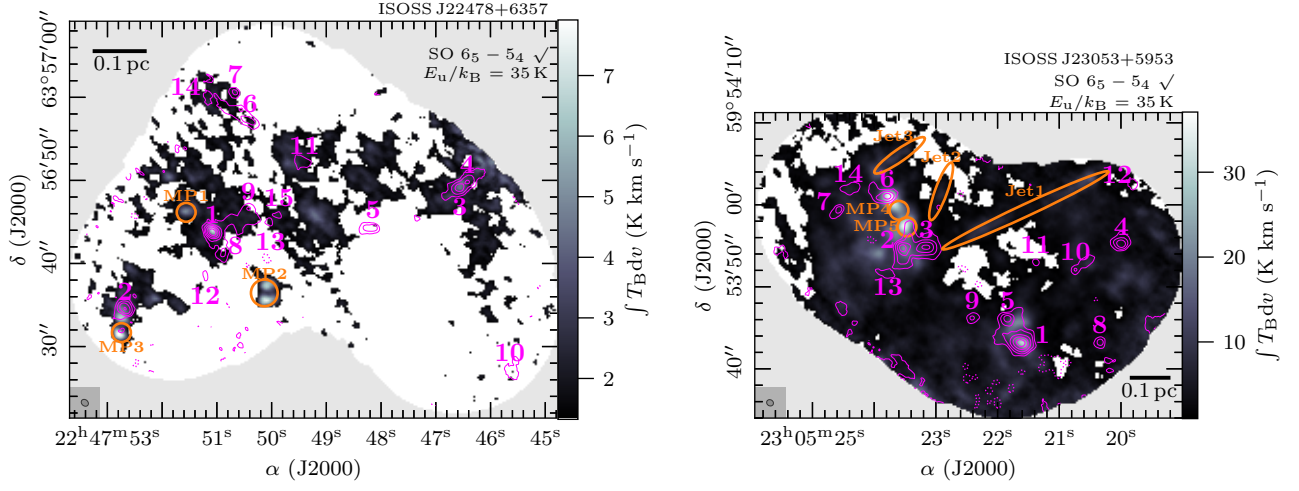 ISOSS J22478+6357
SO 6₅ − 5₄ √
E_u/k_B = 35 K
0.1 pc
63°57′00″
56′50″
40″
30″
δ (J2000)
14
7
6
11
4
3
MP1
9
15
1
5
8
13
MP2
12
2
MP3
10
22ʰ47ᵐ53ˢ
51ˢ
50ˢ
49ˢ
48ˢ
47ˢ
46ˢ
45ˢ
α (J2000)
7
6
5
4
3
2
∫ T_B dv (K km s⁻¹)
ISOSS J23053+5953
SO 6₅ − 5₄ √
E_u/k_B = 35 K
59°54′10″
00″
53′50″
40″
δ (J2000)
Jet3
Jet2
Jet1
12
14
6
7
MP4
MP5
2
3
4
11
10
13
9
5
1
8
0.1 pc
23ʰ05ᵐ25ˢ
23ˢ
22ˢ
20ˢ
α (J2000)
30
20
10
∫ T_B dv (K km s⁻¹)